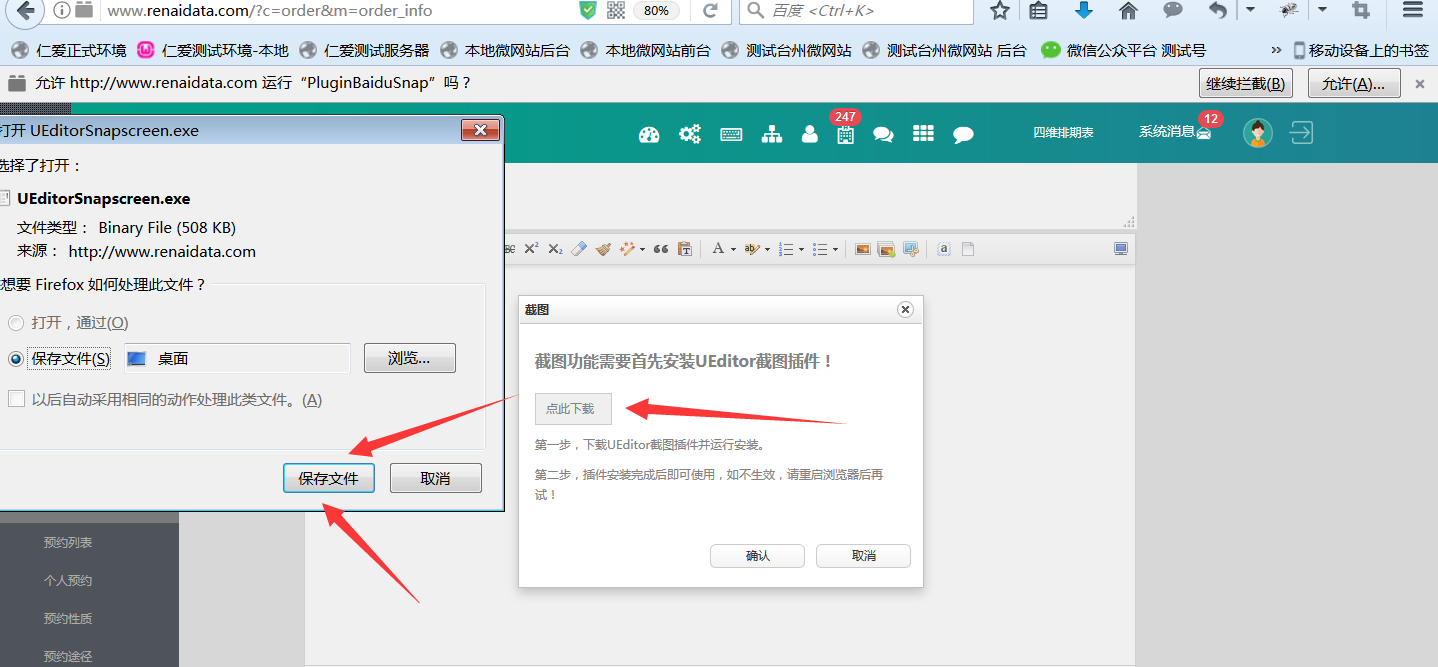 www.renaidata.com/?c=order&m=order_info
80%
百度 <Ctrl+K>
仁爱正式环境
仁爱测试环境-本地
仁爱测试服务器
本地微网站后台
本地微网站前台
测试台州微网站
测试台州微网站 后台
微信公众平台 测试号
»
移动设备上的书签
允许 http://www.renaidata.com 运行“PluginBaiduSnap”吗？
继续拦截(B)
允许(A)...
打开 UEditorSnapscreen.exe
247
四维排期表
系统消息
12
选择了打开：
UEditorSnapscreen.exe
文件类型： Binary File (508 KB)
来源： http://www.renaidata.com
想要 Firefox 如何处理此文件？
打开，通过(O)
保存文件(S)
桌面
浏览...
以后自动采用相同的动作处理此类文件。(A)
保存文件
取消
截图
截图功能需要首先安装UEditor截图插件！
点此下载
第一步，下载UEditor截图插件并运行安装。
第二步，插件安装完成后即可使用，如不生效，请重启浏览器后再
试！
确认
取消
预约列表
个人预约
预约性质
预约途径